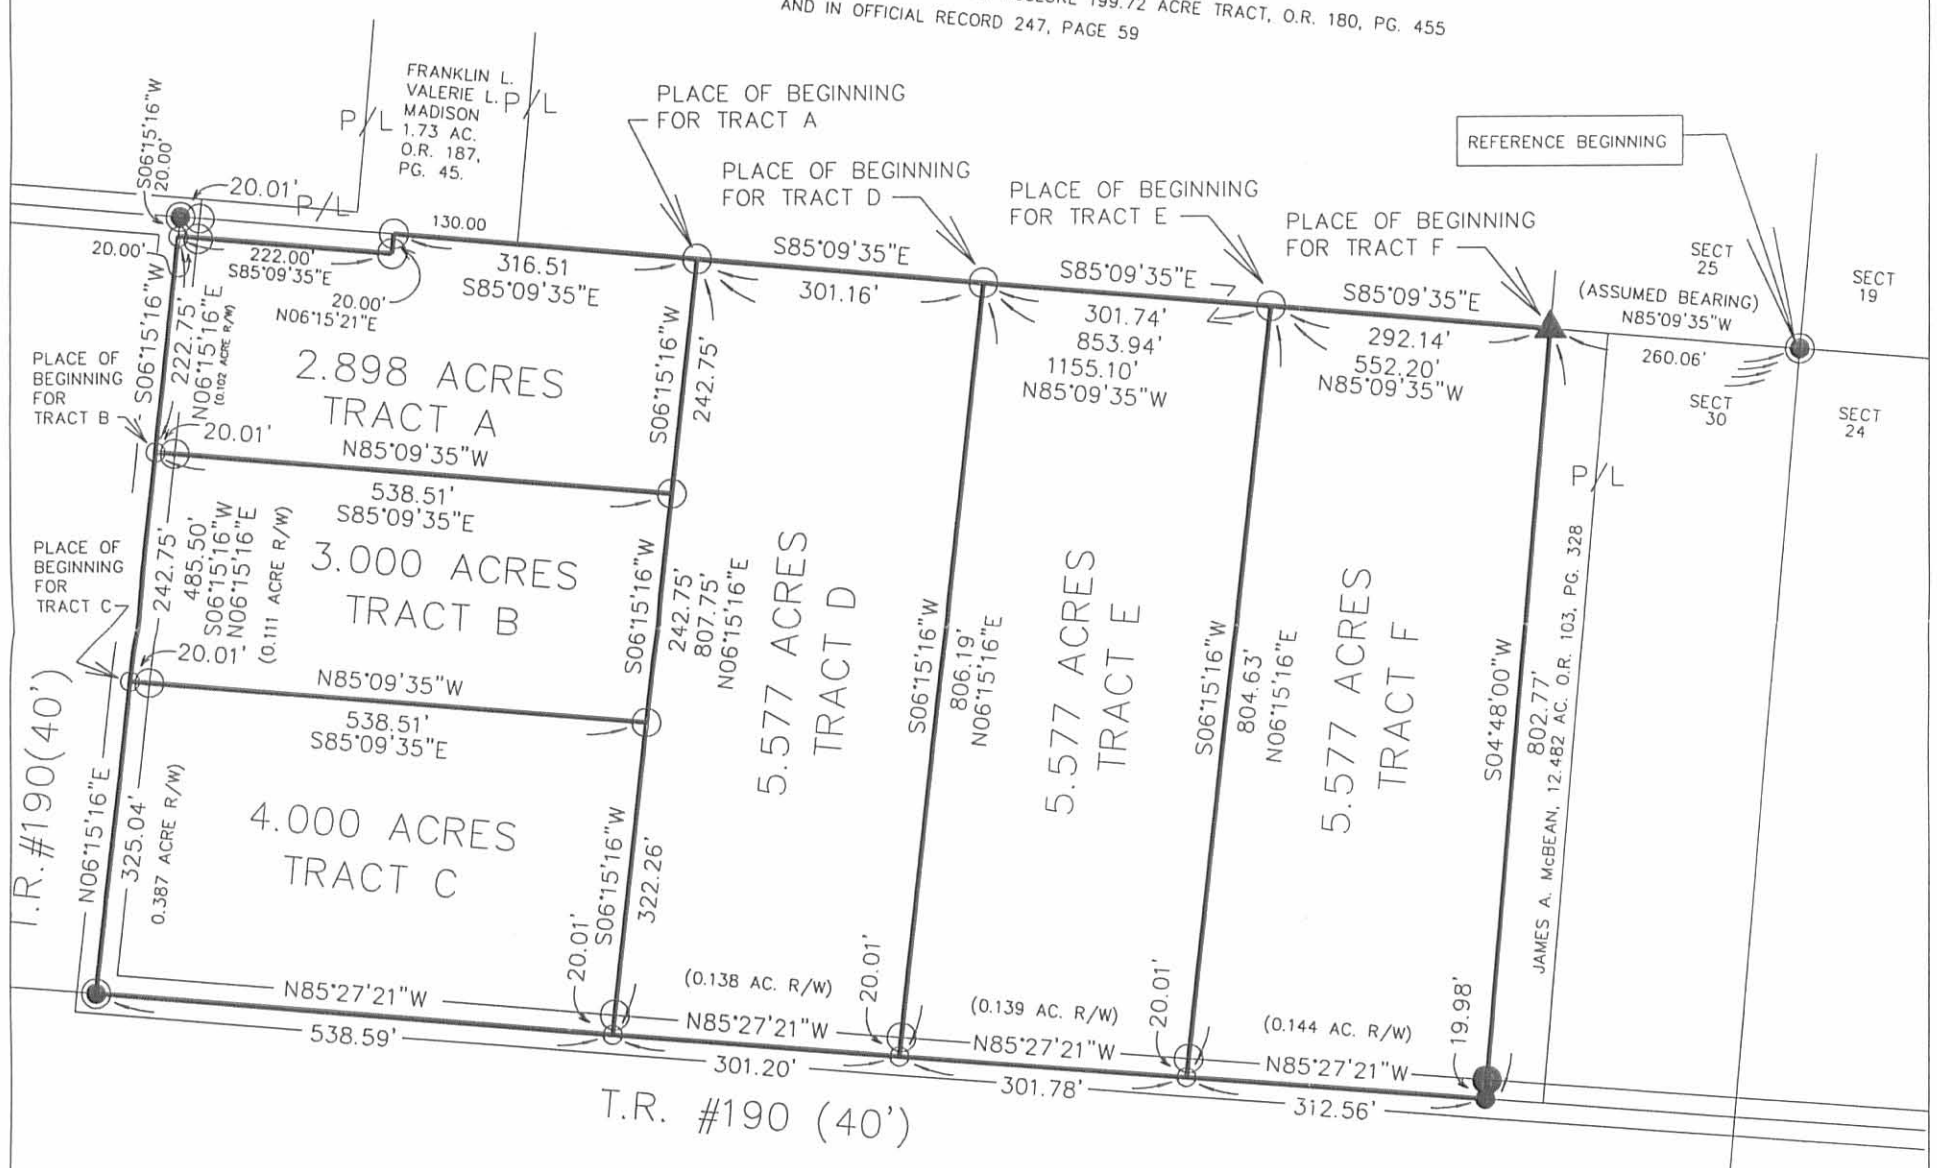 199.72 ACRE TRACT, O.R. 180, PG. 455
AND IN OFFICIAL RECORD 247, PAGE 59
S06°15'16"W
20.00'
P/L
FRANKLIN L.
VALERIE L.
MADISON
1.73 AC.
O.R. 187,
PG. 45.
P/L
PLACE OF BEGINNING
FOR TRACT A
PLACE OF BEGINNING
FOR TRACT D
PLACE OF BEGINNING
FOR TRACT E
PLACE OF BEGINNING
FOR TRACT F
REFERENCE BEGINNING
20.01'
P/L
130.00
20.00'
222.00'
S85°09'35"E
20.00'
N06°15'21"E
316.51
S85°09'35"E
S85°09'35"E
301.16'
S85°09'35"E
301.74'
853.94'
1155.10'
N85°09'35"W
S85°09'35"E
292.14'
552.20'
N85°09'35"W
(ASSUMED BEARING)
N85°09'35"W
260.06'
SECT
25
SECT
19
SECT
30
SECT
24
PLACE OF
BEGINNING
FOR
TRACT B
S06°15'16"W
222.75'
N06°15'16"E
(0.102 ACRE R/W)
2.898 ACRES
TRACT A
S06°15'16"W
242.75'
20.01'
N85°09'35"W
538.51'
S85°09'35"E
PLACE OF
BEGINNING
FOR
TRACT C
242.75'
485.50'
S06°15'16"W
N06°15'16"E
(0.111 ACRE R/W)
3.000 ACRES
TRACT B
S06°15'16"W
242.75'
807.75'
N06°15'16"E
20.01'
N85°09'35"W
538.51'
S85°09'35"E
T.R.#190(40')
N06°15'16"E
325.04'
0.387 ACRE R/W)
4.000 ACRES
TRACT C
S06°15'16"W
322.26'
20.01'
5.577 ACRES
TRACT D
S06°15'16"W
806.19'
N06°15'16"E
5.577 ACRES
TRACT E
S06°15'16"W
804.63'
N06°15'16"E
5.577 ACRES
TRACT F
S04°48'00"W
802.77'
P/L
JAMES A. McBEAN, 12.482 AC. O.R. 103, PG. 328
N85°27'21"W
538.59'
(0.138 AC. R/W)
N85°27'21"W
301.20'
20.01'
(0.139 AC. R/W)
N85°27'21"W
301.78'
20.01'
(0.144 AC. R/W)
N85°27'21"W
312.56'
19.98'
T.R. #190 (40')